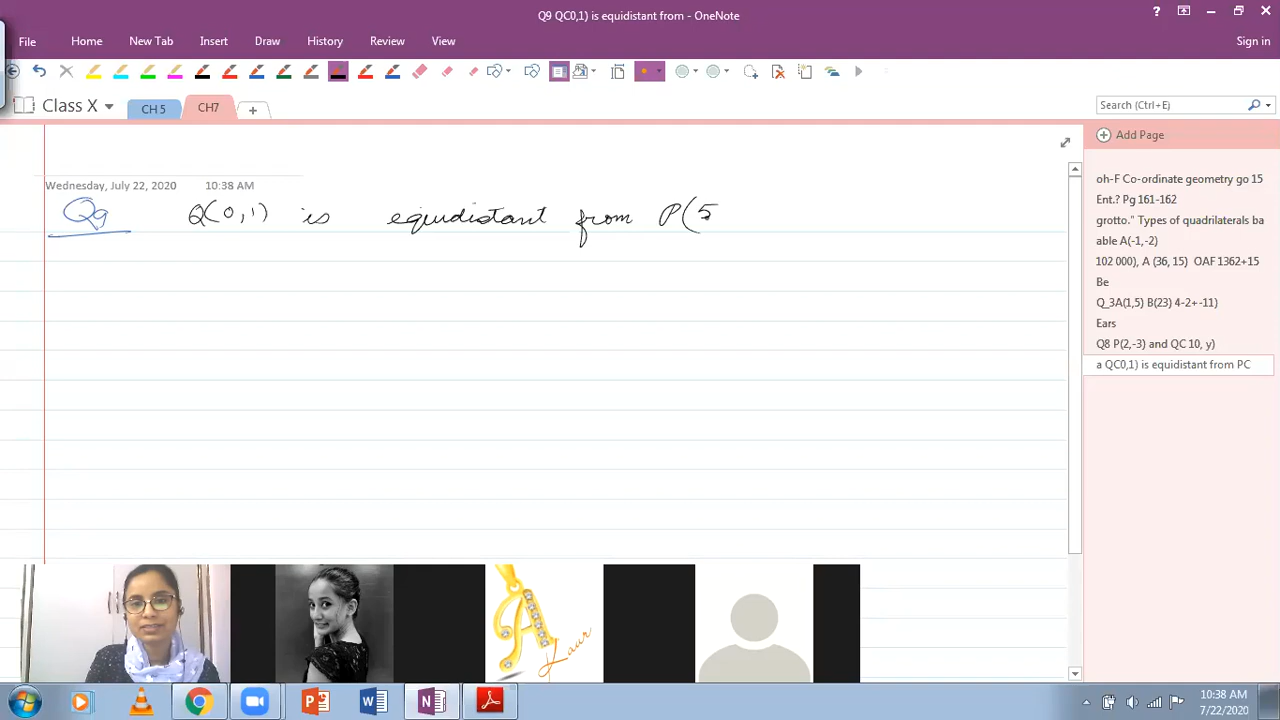 Q9 QC0,1) is equidistant from - OneNote
File Home New Tab Insert Draw History Review View Sign in
Class X CH 5 CH7 Search (Ctrl+E)
Add Page
Wednesday, July 22, 2020 10:38 AM
Q9 Q(0,1) is equidistant from P(5
oh-F Co-ordinate geometry go 15
Ent.? Pg 161-162
grotto." Types of quadrilaterals ba
able A(-1,-2)
102 000), A (36, 15) OAF 1362+15
Be
Q_3A(1,5) B(23) 4-2+-11)
Ears
Q8 P(2,-3) and QC 10, y)
a QC0,1) is equidistant from PC
A Kaur
10:38 AM
7/22/2020